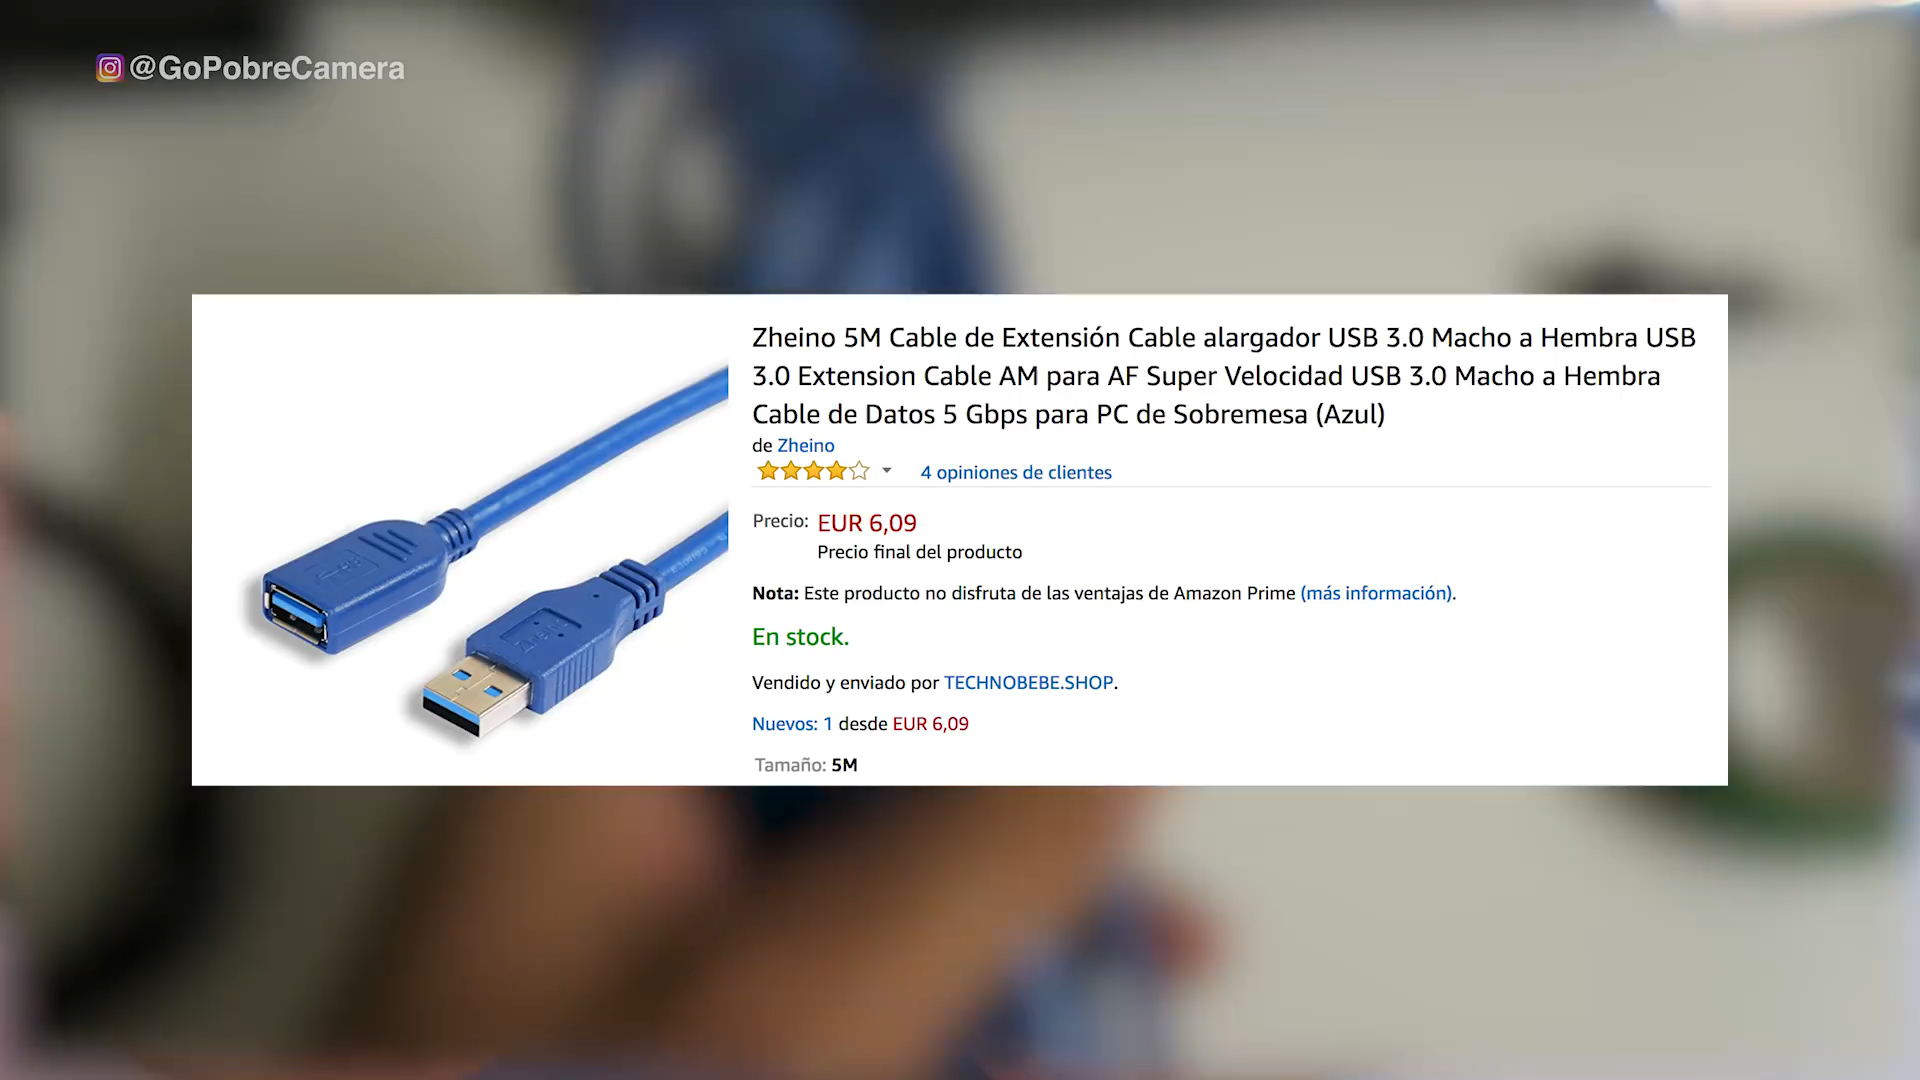 @GoPobreCamera
Zheino 5M Cable de Extensión Cable alargador USB 3.0 Macho a Hembra USB
3.0 Extension Cable AM para AF Super Velocidad USB 3.0 Macho a Hembra
Cable de Datos 5 Gbps para PC de Sobremesa (Azul)
de Zheino
4 opiniones de clientes
Precio: EUR 6,09
Precio final del producto
Nota: Este producto no disfruta de las ventajas de Amazon Prime (más información).
En stock.
Vendido y enviado por TECHNOBEBE.SHOP.
Nuevos: 1 desde EUR 6,09
Tamaño: 5M